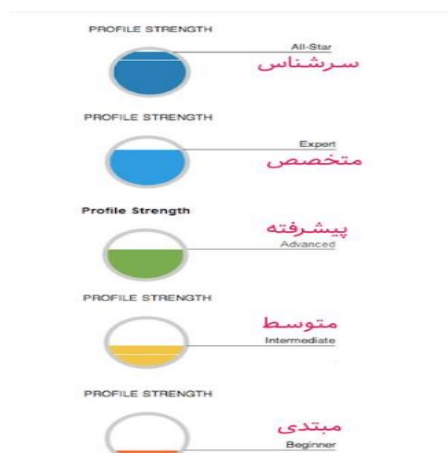 PROFILE STRENGTH
All-Star
سرشناس
PROFILE STRENGTH
Expert
متخصص
Profile Strength
پیشرفته
Advanced
PROFILE STRENGTH
متوسط
Intermediate
PROFILE STRENGTH
مبتدی
Beginner